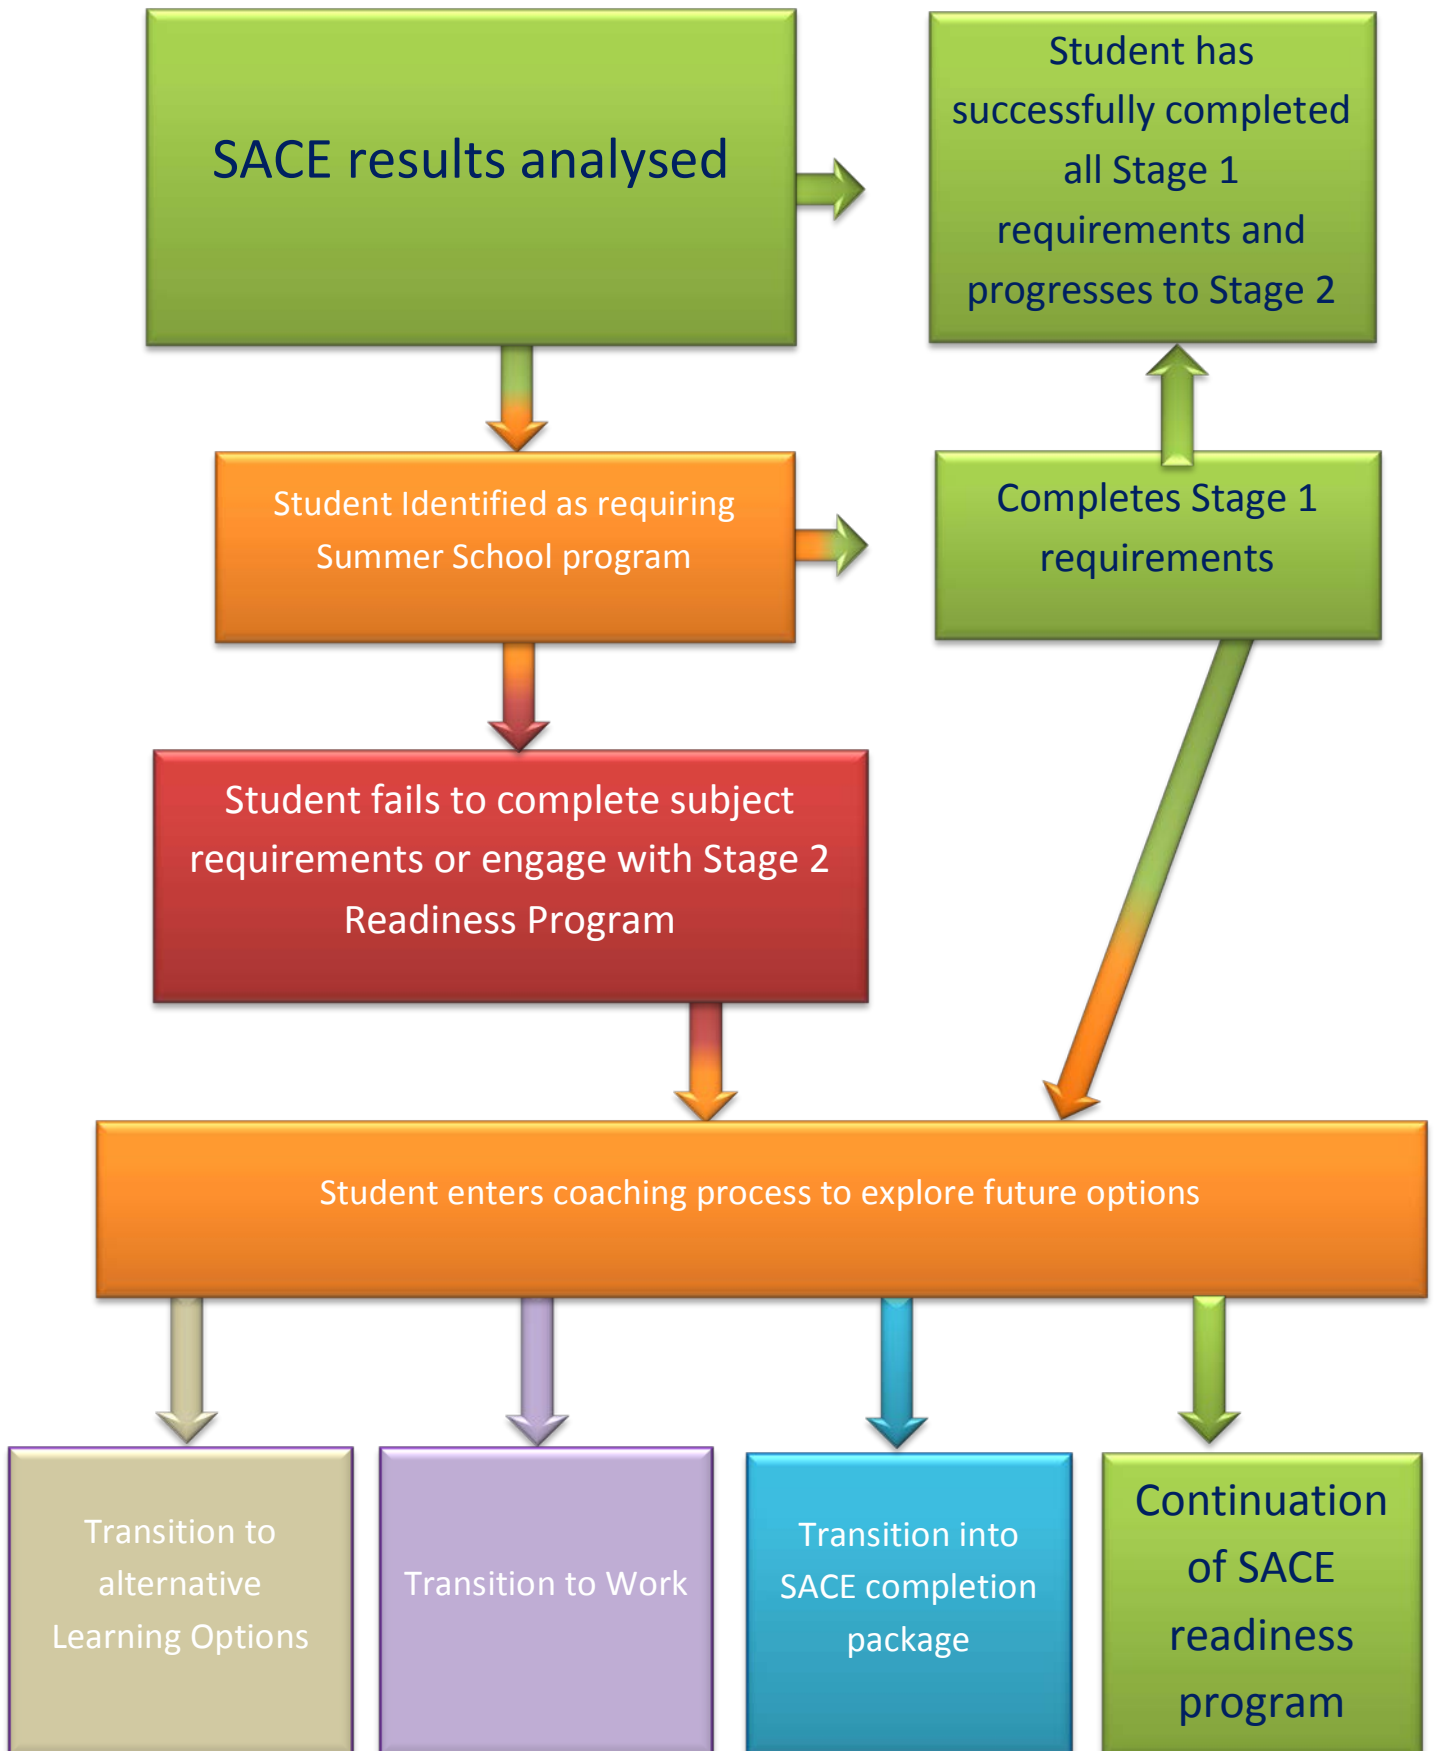 SACE results analysed
Student has
successfully completed
all Stage 1
requirements and
progresses to Stage 2
Student Identified as requiring
Summer School program
Completes Stage 1
requirements
Student fails to complete subject
requirements or engage with Stage 2
Readiness Program
Student enters coaching process to explore future options
Transition to
alternative
Learning Options
Transition to Work
Transition into
SACE completion
package
Continuation
of SACE
readiness
program